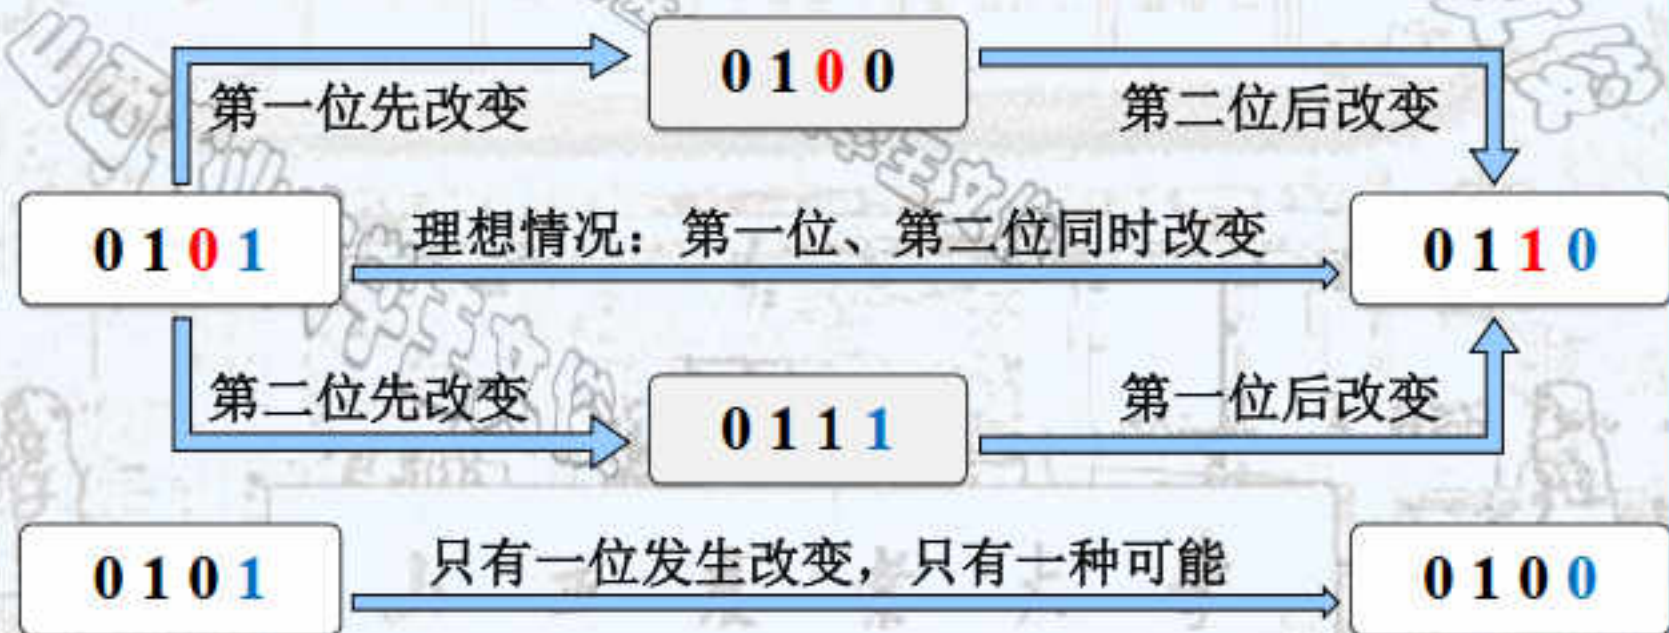 0 1 0 0
第一位先改变
第二位后改变
0 1 0 1
理想情况：第一位、第二位同时改变
0 1 1 0
第二位先改变
0 1 1 1
第一位后改变
0 1 0 1
只有一位发生改变，只有一种可能
0 1 0 0